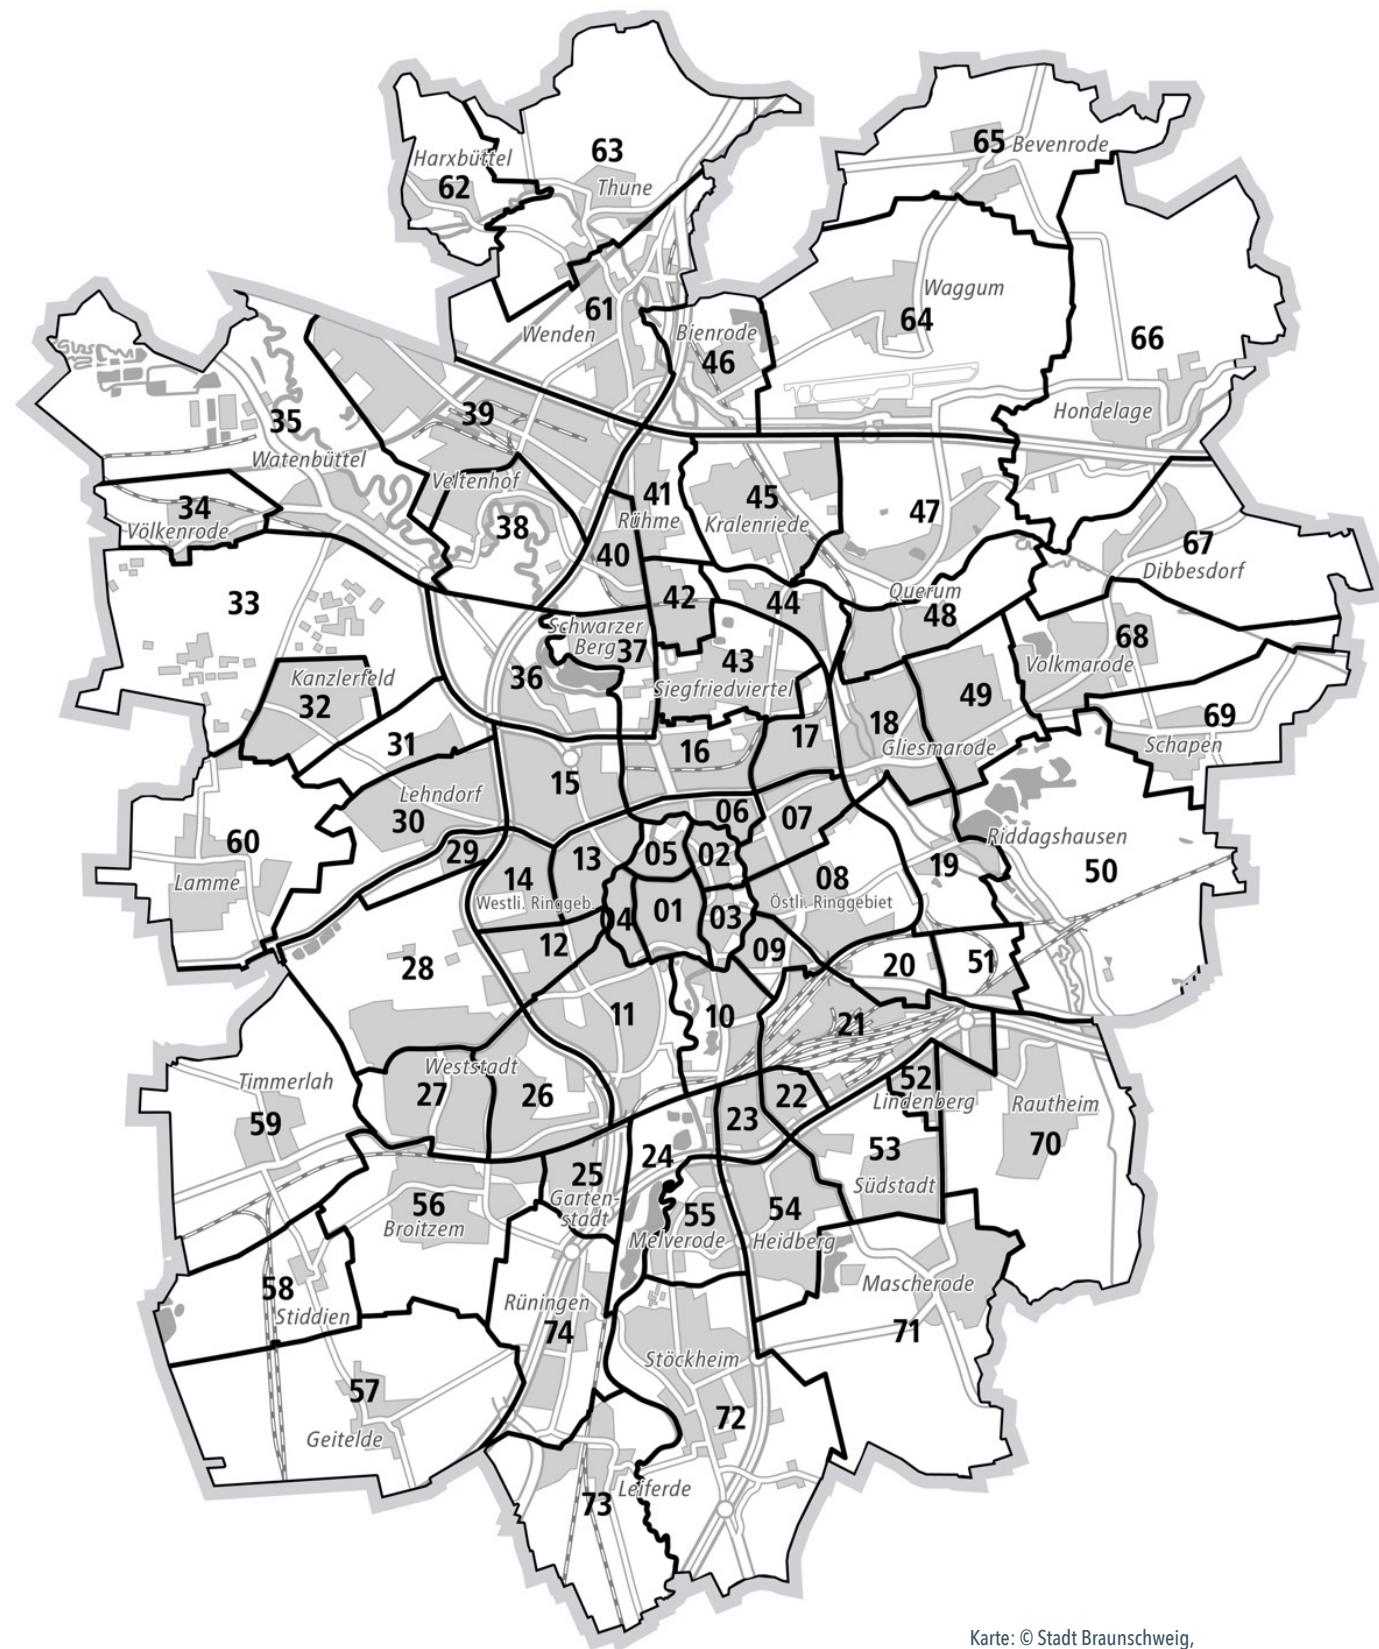 65
Bevenrode
63
Harxbüttel
62
Thune
Waggum
64
61
Wenden
Bienrode
46
66
Hondelage
39
35
Watenbüttel
Veltenhof
34
Völkenrode
38
41
Rühme
45
Kralenriede
47
40
67
Dibbesdorf
33
42
44
Querum
48
Schwarzer
Berg
37
36
43
Siegfriedviertel
68
Volkmarode
Kanzlerfeld
32
49
31
16
17
18
Gliesmarode
69
Schapen
15
Lehndorf
30
06
07
60
Lamme
29
13
05
02
Riddagshausen
19
50
14
Westli. Ringgeb.
08
Östli. Ringgebiet
04
01
03
12
09
28
20
51
11
10
21
Weststadt
27
26
22
52
Lindenberg
Timmerlah
59
23
Rautheim
70
24
53
Südstadt
25
Garten-
stadt
56
Broitzem
55
Melverode
54
Heidberg
58
Stiddien
Rüningen
74
Mascherode
71
Stöckheim
57
Geitelde
72
73
Leiferde
Karte: © Stadt Braunschweig,